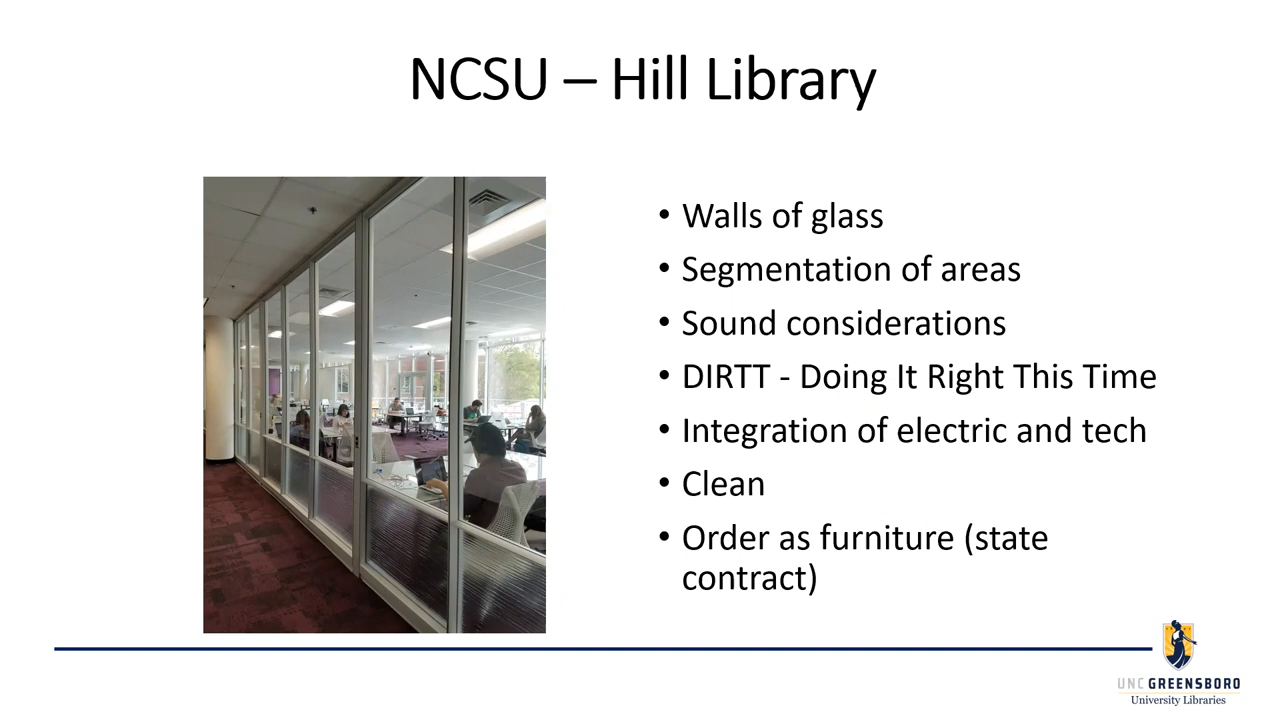 NCSU – Hill Library
• Walls of glass
• Segmentation of areas
• Sound considerations
• DIRTT - Doing It Right This Time
• Integration of electric and tech
• Clean
• Order as furniture (state
contract)
UNC GREENSBORO
University Libraries